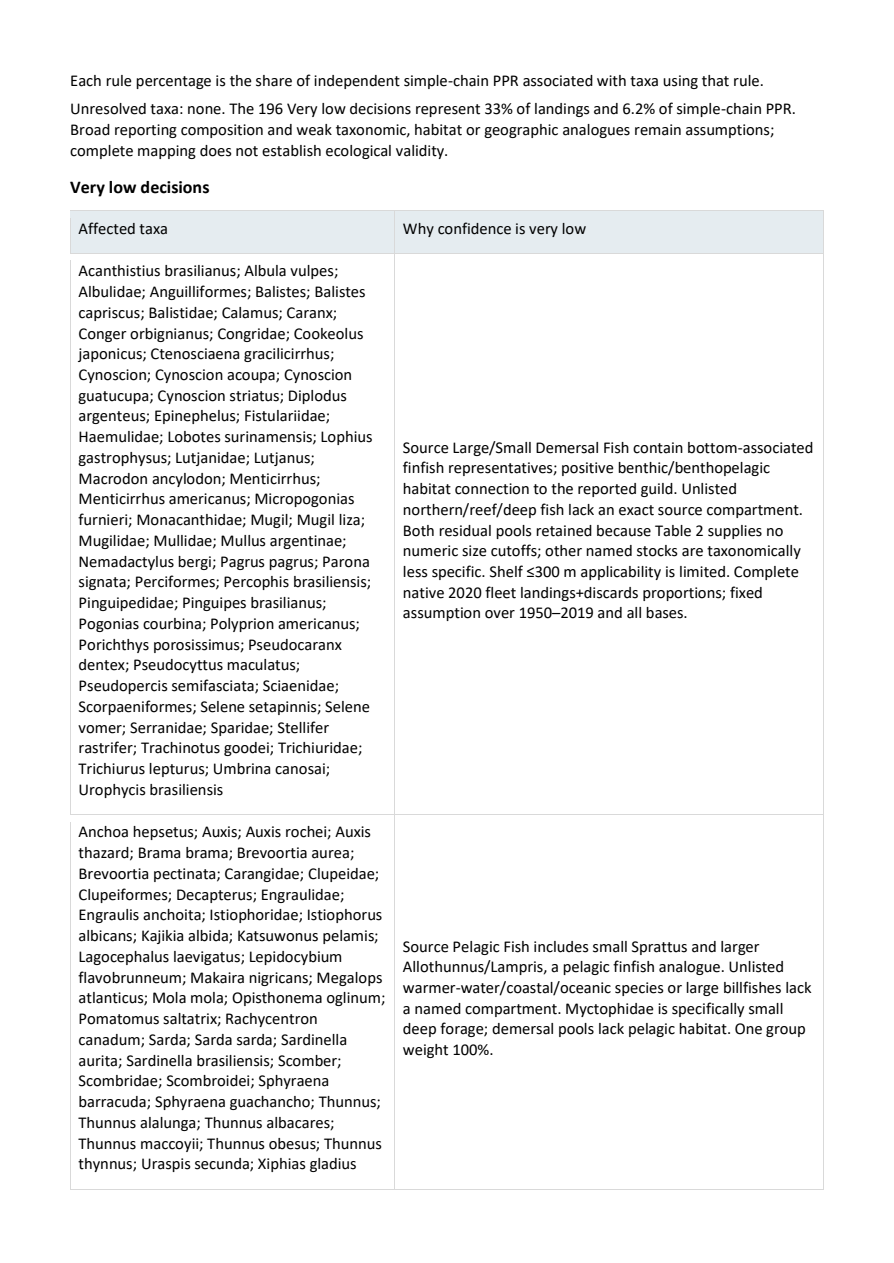 Each rule percentage is the share of independent simple-chain PPR associated with taxa using that rule.
Unresolved taxa: none. The 196 Very low decisions represent 33% of landings and 6.2% of simple-chain PPR.
Broad reporting composition and weak taxonomic, habitat or geographic analogues remain assumptions;
complete mapping does not establish ecological validity.
Very low decisions
Affected taxa
Why confidence is very low
Acanthistius brasilianus; Albula vulpes;
Albulidae; Anguilliformes; Balistes; Balistes
capriscus; Balistidae; Calamus; Caranx;
Conger orbignianus; Congridae; Cookeolus
japonicus; Ctenosciaena gracilicirrhus;
Cynoscion; Cynoscion acoupa; Cynoscion
guatucupa; Cynoscion striatus; Diplodus
argenteus; Epinephelus; Fistulariidae;
Haemulidae; Lobotes surinamensis; Lophius
gastrophysus; Lutjanidae; Lutjanus;
Macrodon ancylodon; Menticirrhus;
Menticirrhus americanus; Micropogonias
furnieri; Monacanthidae; Mugil; Mugil liza;
Mugilidae; Mullidae; Mullus argentinae;
Nemadactylus bergi; Pagrus pagrus; Parona
signata; Perciformes; Percophis brasiliensis;
Pinguipedidae; Pinguipes brasilianus;
Pogonias courbina; Polyprion americanus;
Porichthys porosissimus; Pseudocaranx
dentex; Pseudocyttus maculatus;
Pseudopercis semifasciata; Sciaenidae;
Scorpaeniformes; Selene setapinnis; Selene
vomer; Serranidae; Sparidae; Stellifer
rastrifer; Trachinotus goodei; Trichiuridae;
Trichiurus lepturus; Umbrina canosai;
Urophycis brasiliensis
Source Large/Small Demersal Fish contain bottom-associated
finfish representatives; positive benthic/benthopelagic
habitat connection to the reported guild. Unlisted
northern/reef/deep fish lack an exact source compartment.
Both residual pools retained because Table 2 supplies no
numeric size cutoffs; other named stocks are taxonomically
less specific. Shelf ≤300 m applicability is limited. Complete
native 2020 fleet landings+discards proportions; fixed
assumption over 1950–2019 and all bases.
Anchoa hepsetus; Auxis; Auxis rochei; Auxis
thazard; Brama brama; Brevoortia aurea;
Brevoortia pectinata; Carangidae; Clupeidae;
Clupeiformes; Decapterus; Engraulidae;
Engraulis anchoita; Istiophoridae; Istiophorus
albicans; Kajikia albida; Katsuwonus pelamis;
Lagocephalus laevigatus; Lepidocybium
flavobrunneum; Makaira nigricans; Megalops
atlanticus; Mola mola; Opisthonema oglinum;
Pomatomus saltatrix; Rachycentron
canadum; Sarda; Sarda sarda; Sardinella
aurita; Sardinella brasiliensis; Scomber;
Scombridae; Scombroidei; Sphyraena
barracuda; Sphyraena guachancho; Thunnus;
Thunnus alalunga; Thunnus albacares;
Thunnus maccoyii; Thunnus obesus; Thunnus
thynnus; Uraspis secunda; Xiphias gladius
Source Pelagic Fish includes small Sprattus and larger
Allothunnus/Lampris, a pelagic finfish analogue. Unlisted
warmer-water/coastal/oceanic species or large billfishes lack
a named compartment. Myctophidae is specifically small
deep forage; demersal pools lack pelagic habitat. One group
weight 100%.